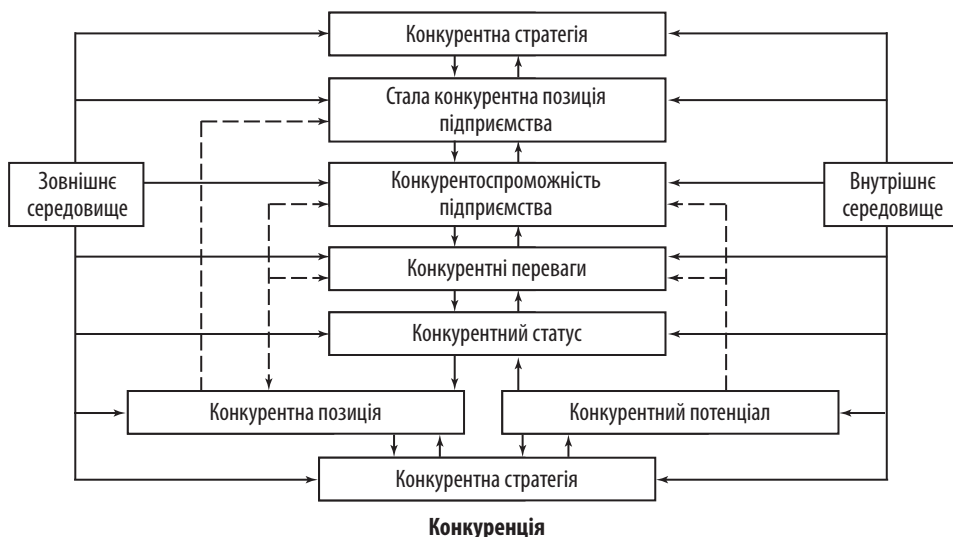 Конкурентна стратегія
Стала конкурентна позиція
підприємства
Зовнішнє
середовище
Конкурентоспроможність
підприємства
Внутрішнє
середовище
Конкурентні переваги
Конкурентний статус
Конкурентна позиція
Конкурентний потенціал
Конкурентна стратегія
Конкуренція